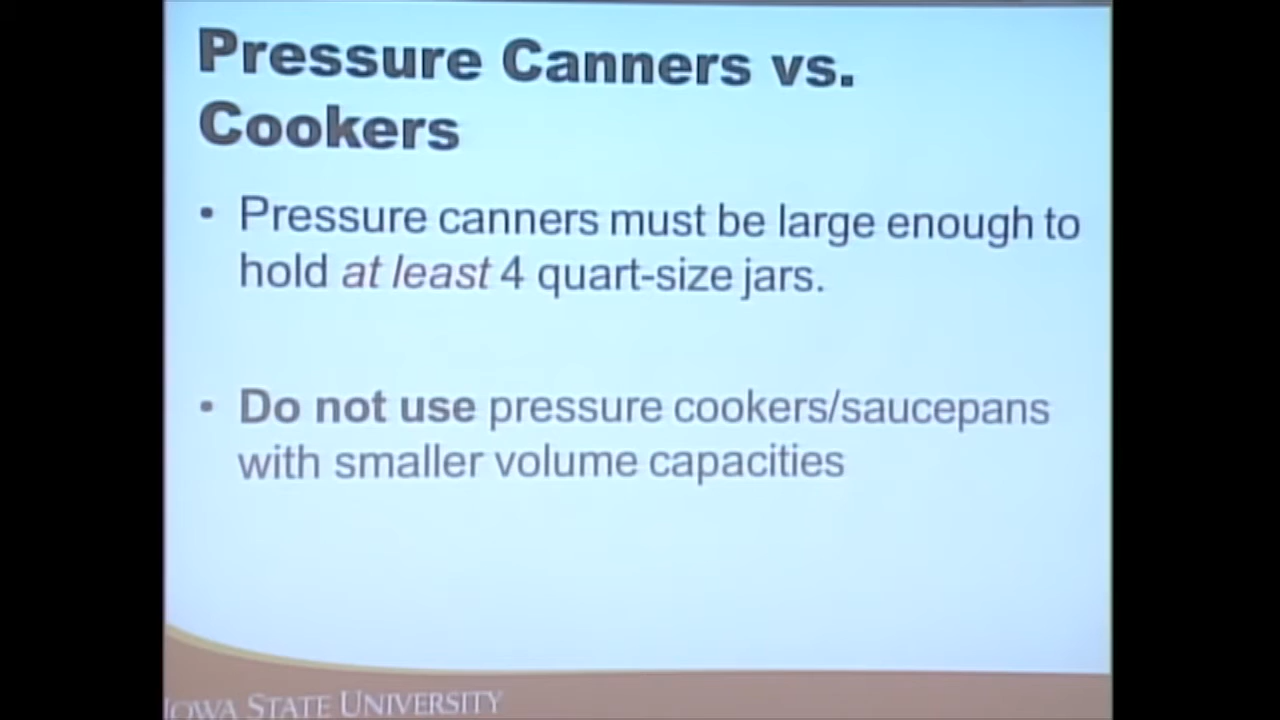 Pressure Canners vs.
Cookers
• Pressure canners must be large enough to
hold at least 4 quart-size jars.
• Do not use pressure cookers/saucepans
with smaller volume capacities
IOWA STATE UNIVERSITY